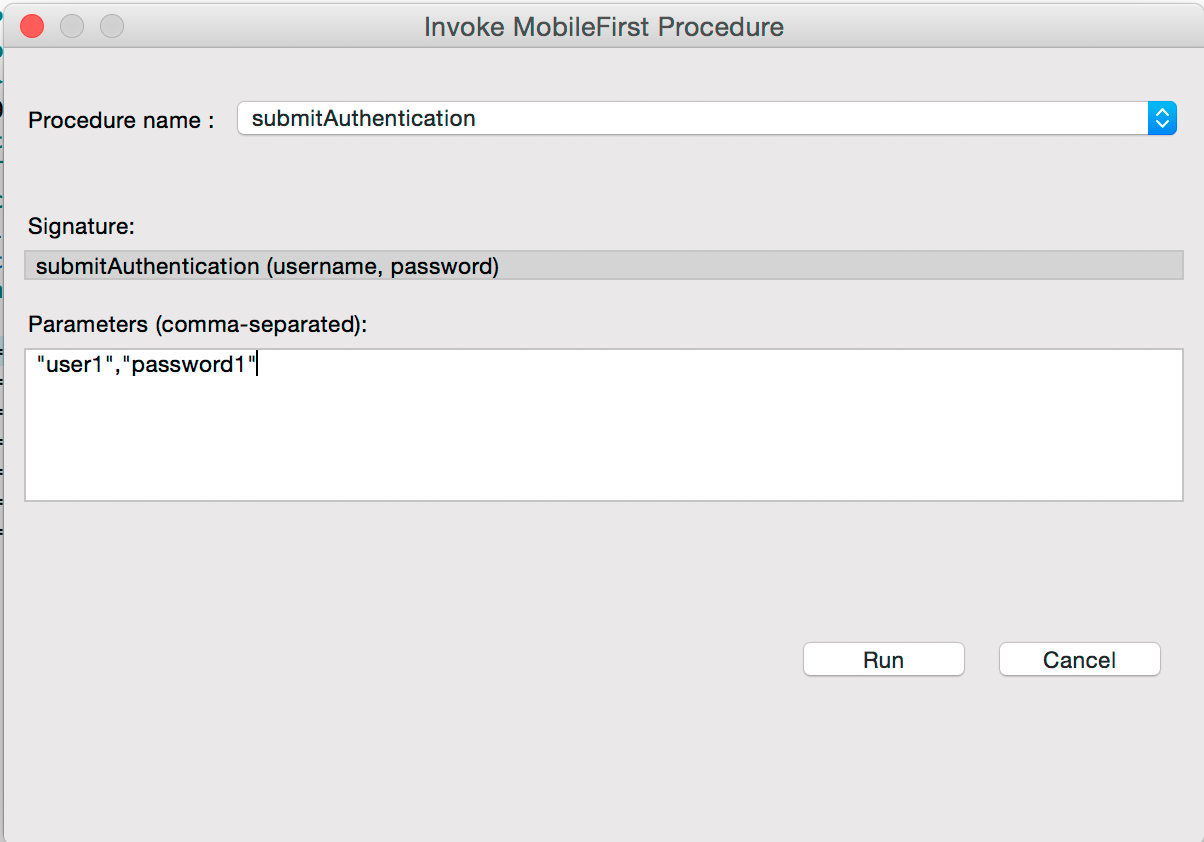 Invoke MobileFirst Procedure
Procedure name : submitAuthentication
Signature:
submitAuthentication (username, password)
Parameters (comma-separated):
"user1","password1"
Run Cancel